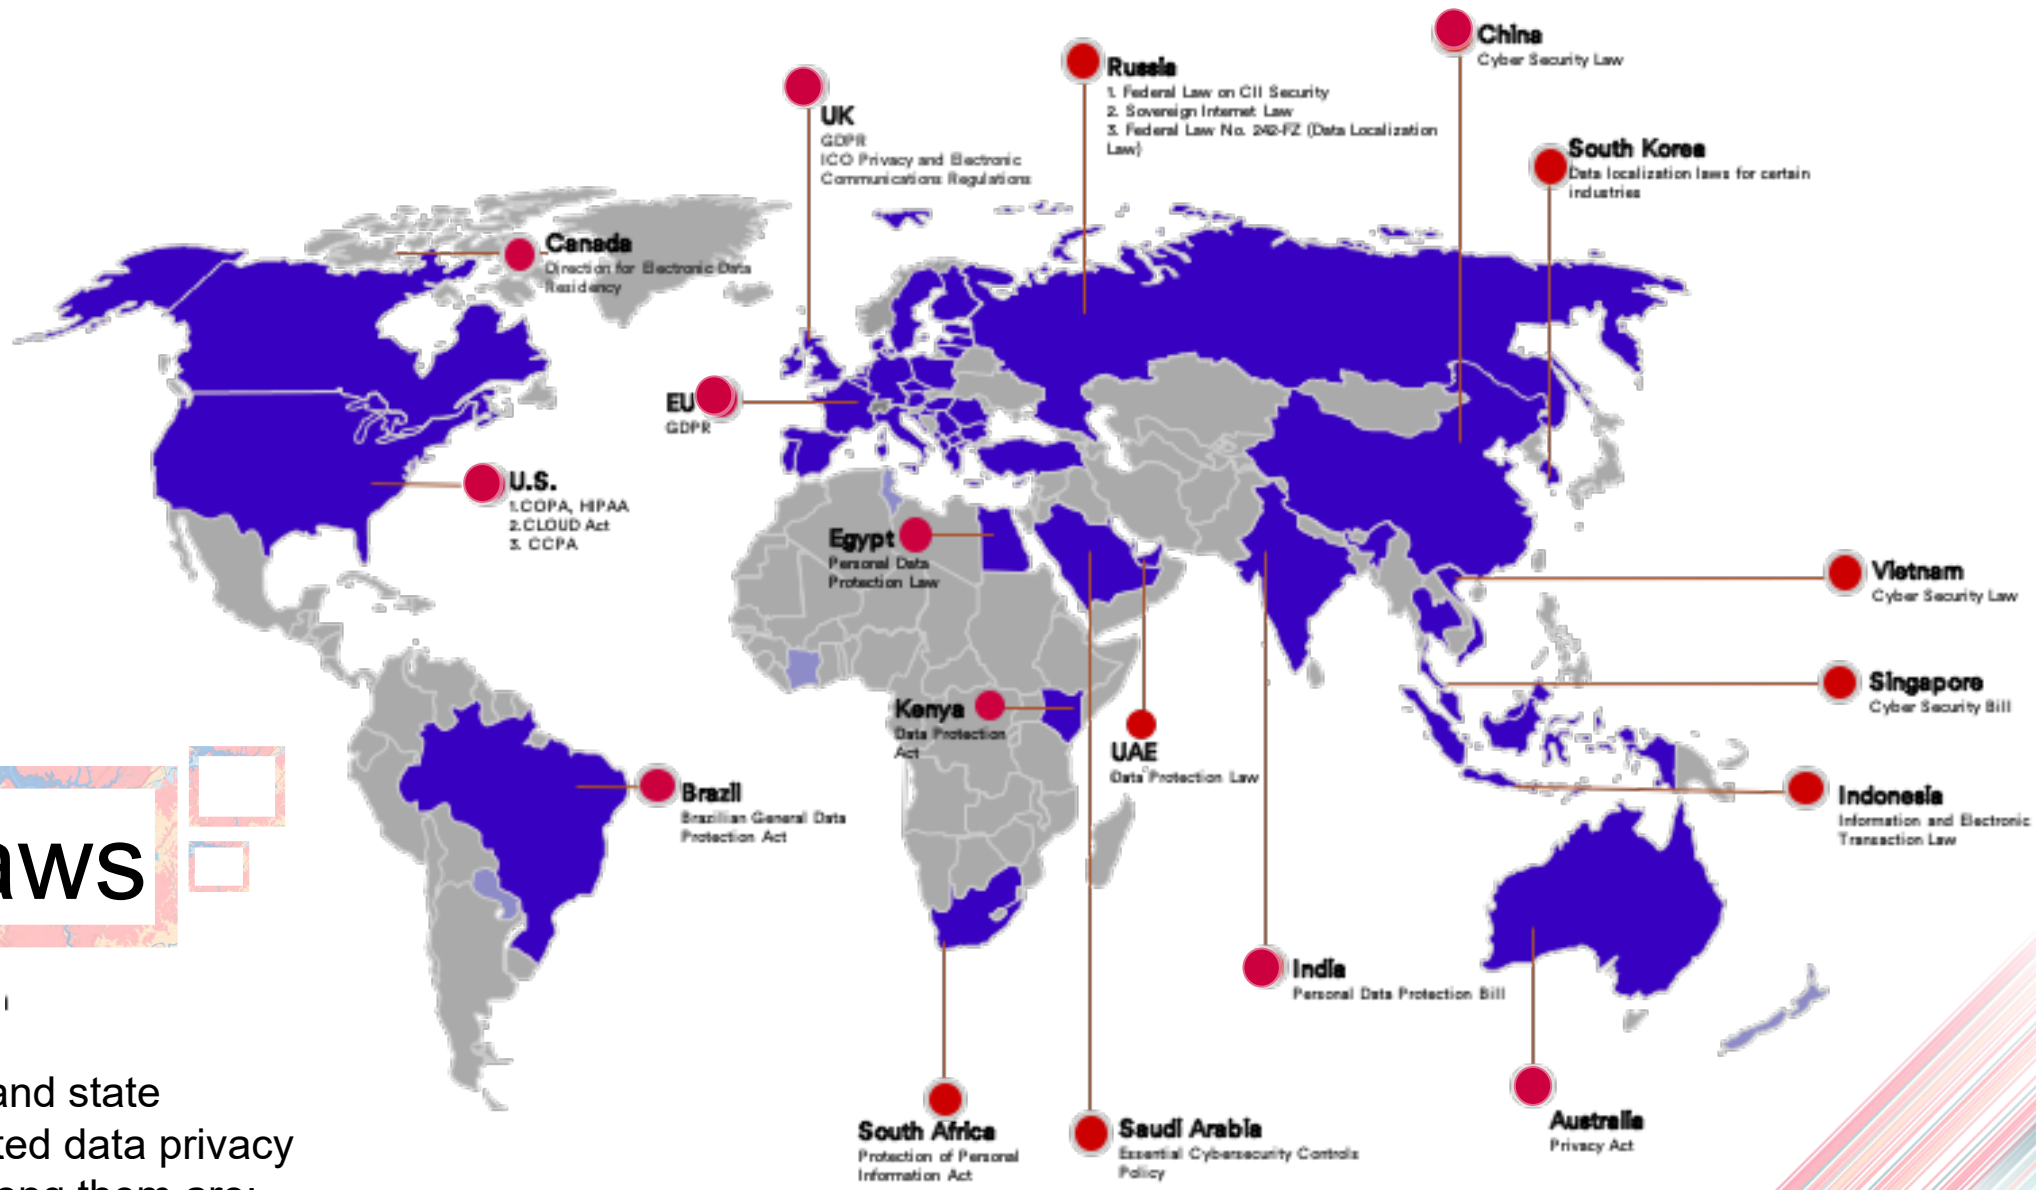 China
Cyber Security Law
Russia
1. Federal Law on CII Security
2. Sovereign Internet Law
3. Federal Law No. 242-FZ (Data Localization
Law)
UK
GDPR
ICO Privacy and Electronic
Communications Regulations
South Korea
Data localization laws for certain
industries
Canada
Direction for Electronic Data
Residency
EU
GDPR
U.S.
1.COPA, HIPAA
2.CLOUD Act
3. CCPA
Egypt
Personal Data
Protection Law
Vietnam
Cyber Security Law
Singapore
Cyber Security Bill
Kenya
Data Protection
Act
UAE
Data Protection Law
Brazil
Brazilian General Data
Protection Act
Indonesia
Information and Electronic
Transaction Law
aws
India
Personal Data Protection Bill
and state
ted data privacy
ong them are:
South Africa
Protection of Personal
Information Act
Saudi Arabia
Essential Cybersecurity Controls
Policy
Australia
Privacy Act